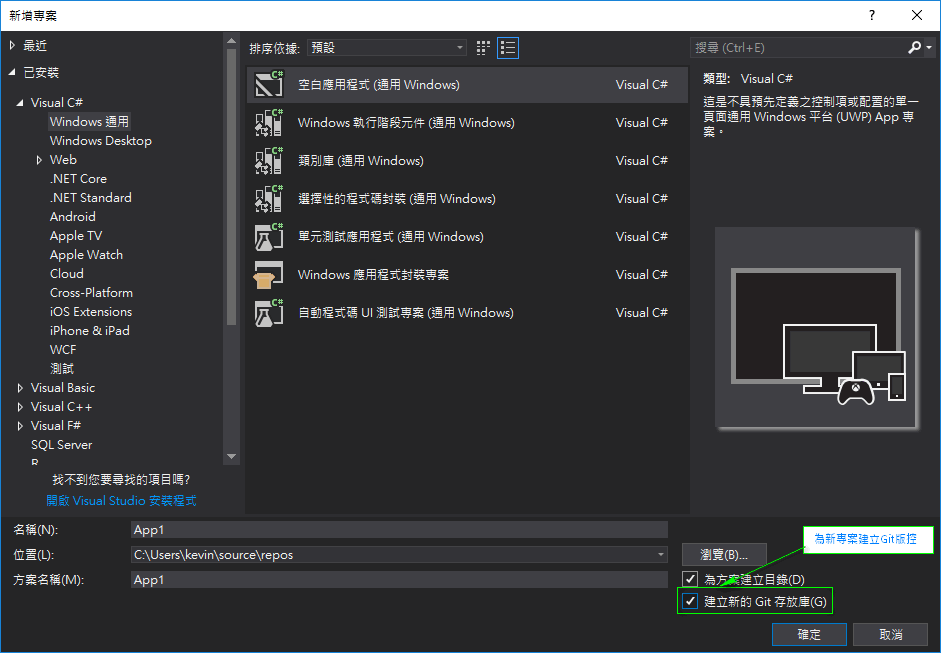 新增專案
? 
最近
已安裝
Visual C#
Windows 通用
Windows Desktop
Web
.NET Core
.NET Standard
Android
Apple TV
Apple Watch
Cloud
Cross-Platform
iOS Extensions
iPhone & iPad
WCF
測試
Visual Basic
Visual C++
Visual F#
SQL Server
R
找不到您要尋找的項目嗎?
開啟 Visual Studio 安裝程式
排序依據: 預設
空白應用程式 (通用 Windows) Visual C#
Windows 執行階段元件 (通用 Windows) Visual C#
類別庫 (通用 Windows) Visual C#
選擇性的程式碼封裝 (通用 Windows) Visual C#
單元測試應用程式 (通用 Windows) Visual C#
Windows 應用程式封裝專案 Visual C#
自動程式碼 UI 測試專案 (通用 Windows) Visual C#
搜尋 (Ctrl+E)
類型: Visual C#
這是不具預先定義之控制項或配置的單一
頁面通用 Windows 平台 (UWP) App 專
案。
名稱(N): App1
位置(L): C:\Users\kevin\source\repos
瀏覽(B)...
方案名稱(M): App1
為新專案建立Git版控
為方案建立目錄(D)
建立新的 Git 存放庫(G)
確定
取消